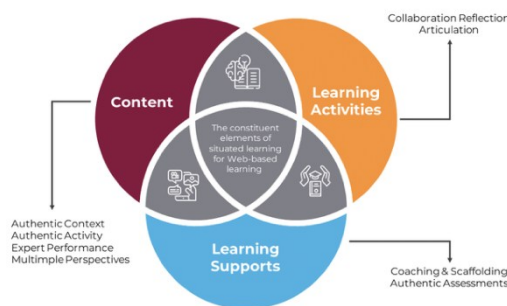 Collaboration Reflection
Articulation
Content
Learning
Activities
The constituent
elements of
situated learning
for Web-based
learning
Authentic Context
Authentic Activity
Expert Performance
Multimple Perspectives
Learning
Supports
Coaching & Scaffolding
Authentic Assessments